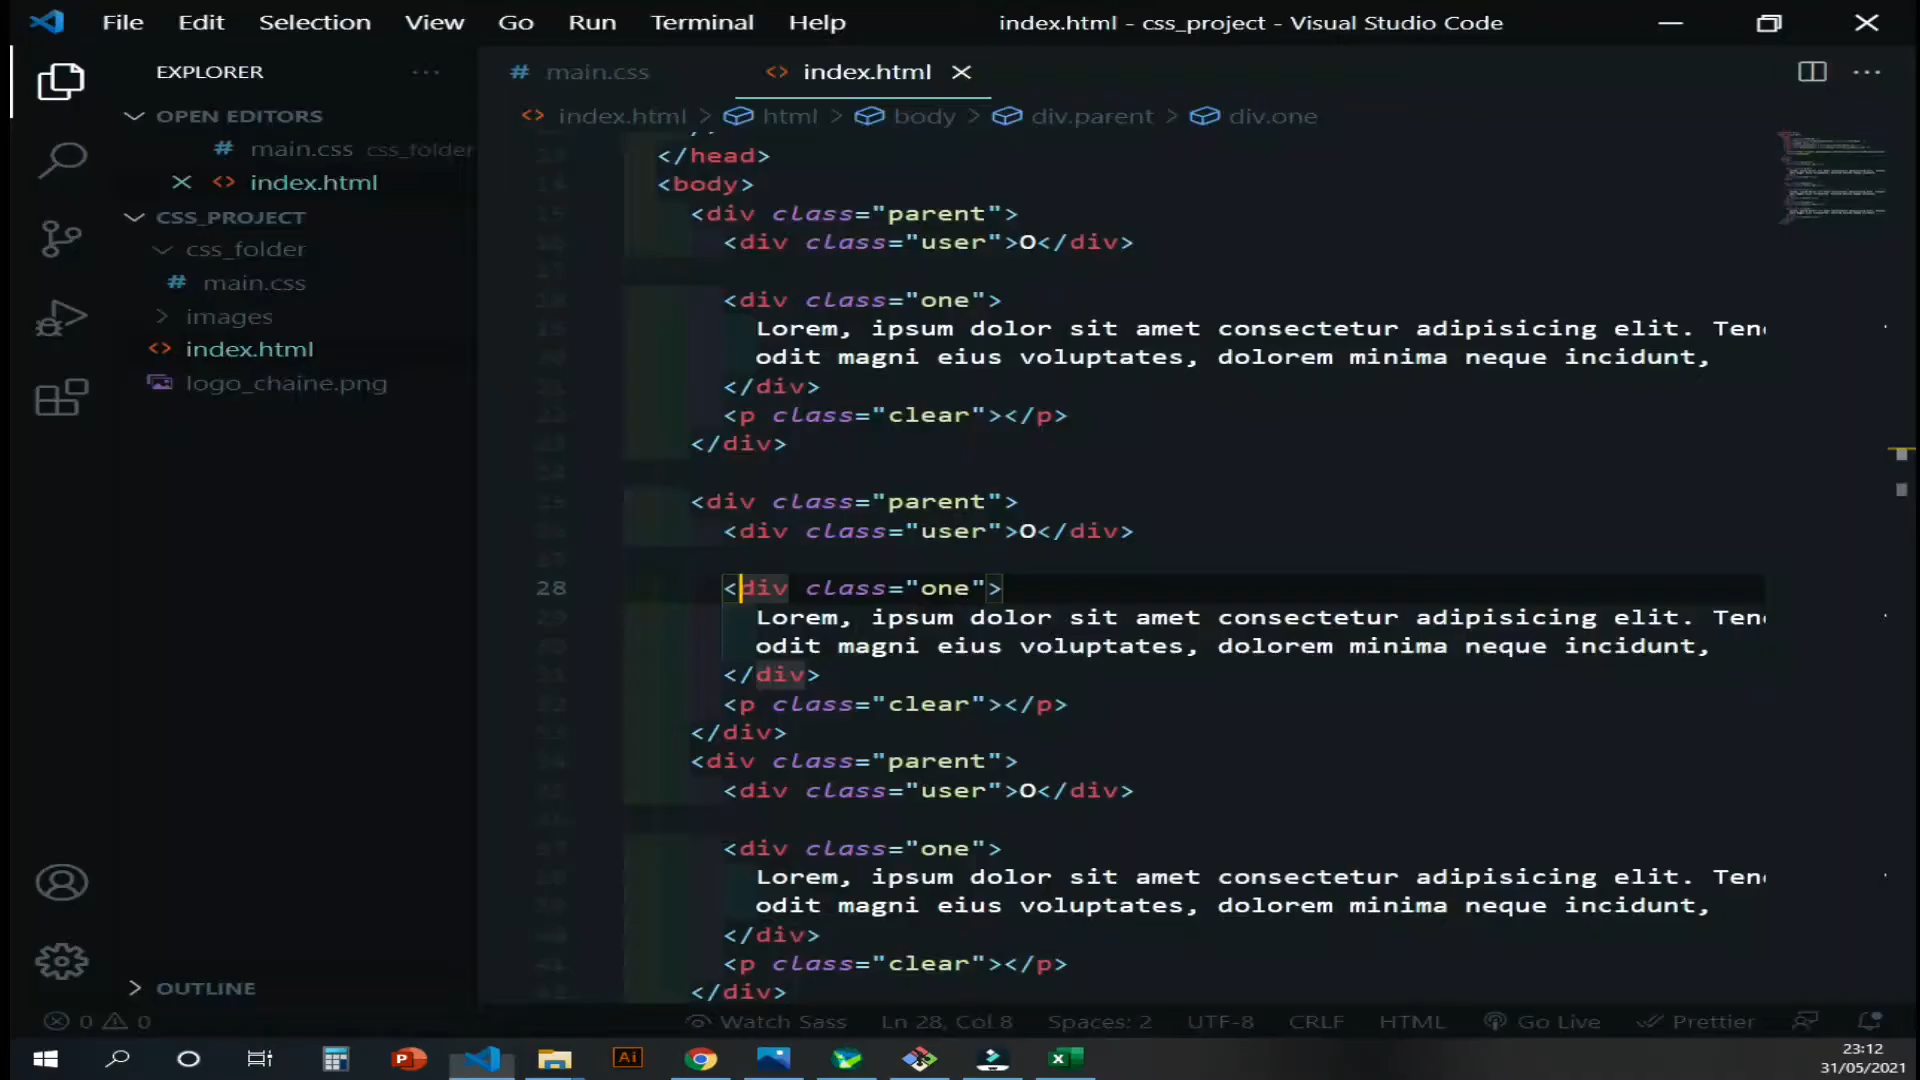 File Edit Selection View Go Run Terminal Help
index.html - css_project - Visual Studio Code
EXPLORER
OPEN EDITORS
# main.css css_folder
<> index.html
CSS_PROJECT
css_folder
# main.css
images
<> index.html
logo_chaine.png
OUTLINE
# main.css
<> index.html
<> index.html > html > body > div.parent > div.one
</head>
<body>
<div class="parent">
<div class="user">O</div>
<div class="one">
Lorem, ipsum dolor sit amet consectetur adipisicing elit.
odit magni eius voluptates, dolorem minima neque incidunt,
</div>
<p class="clear"></p>
</div>
<div class="parent">
<div class="user">O</div>
28 <div class="one">
Lorem, ipsum dolor sit amet consectetur adipisicing elit.
odit magni eius voluptates, dolorem minima neque incidunt,
</div>
<p class="clear"></p>
</div>
<div class="parent">
<div class="user">O</div>
<div class="one">
Lorem, ipsum dolor sit amet consectetur adipisicing elit.
odit magni eius voluptates, dolorem minima neque incidunt,
</div>
<p class="clear"></p>
</div>
0 0 Watch Sass Ln 28, Col 8 Spaces: 2 UTF-8 CRLF HTML Go Live Prettier
P Ai X
23:12
31/05/2021